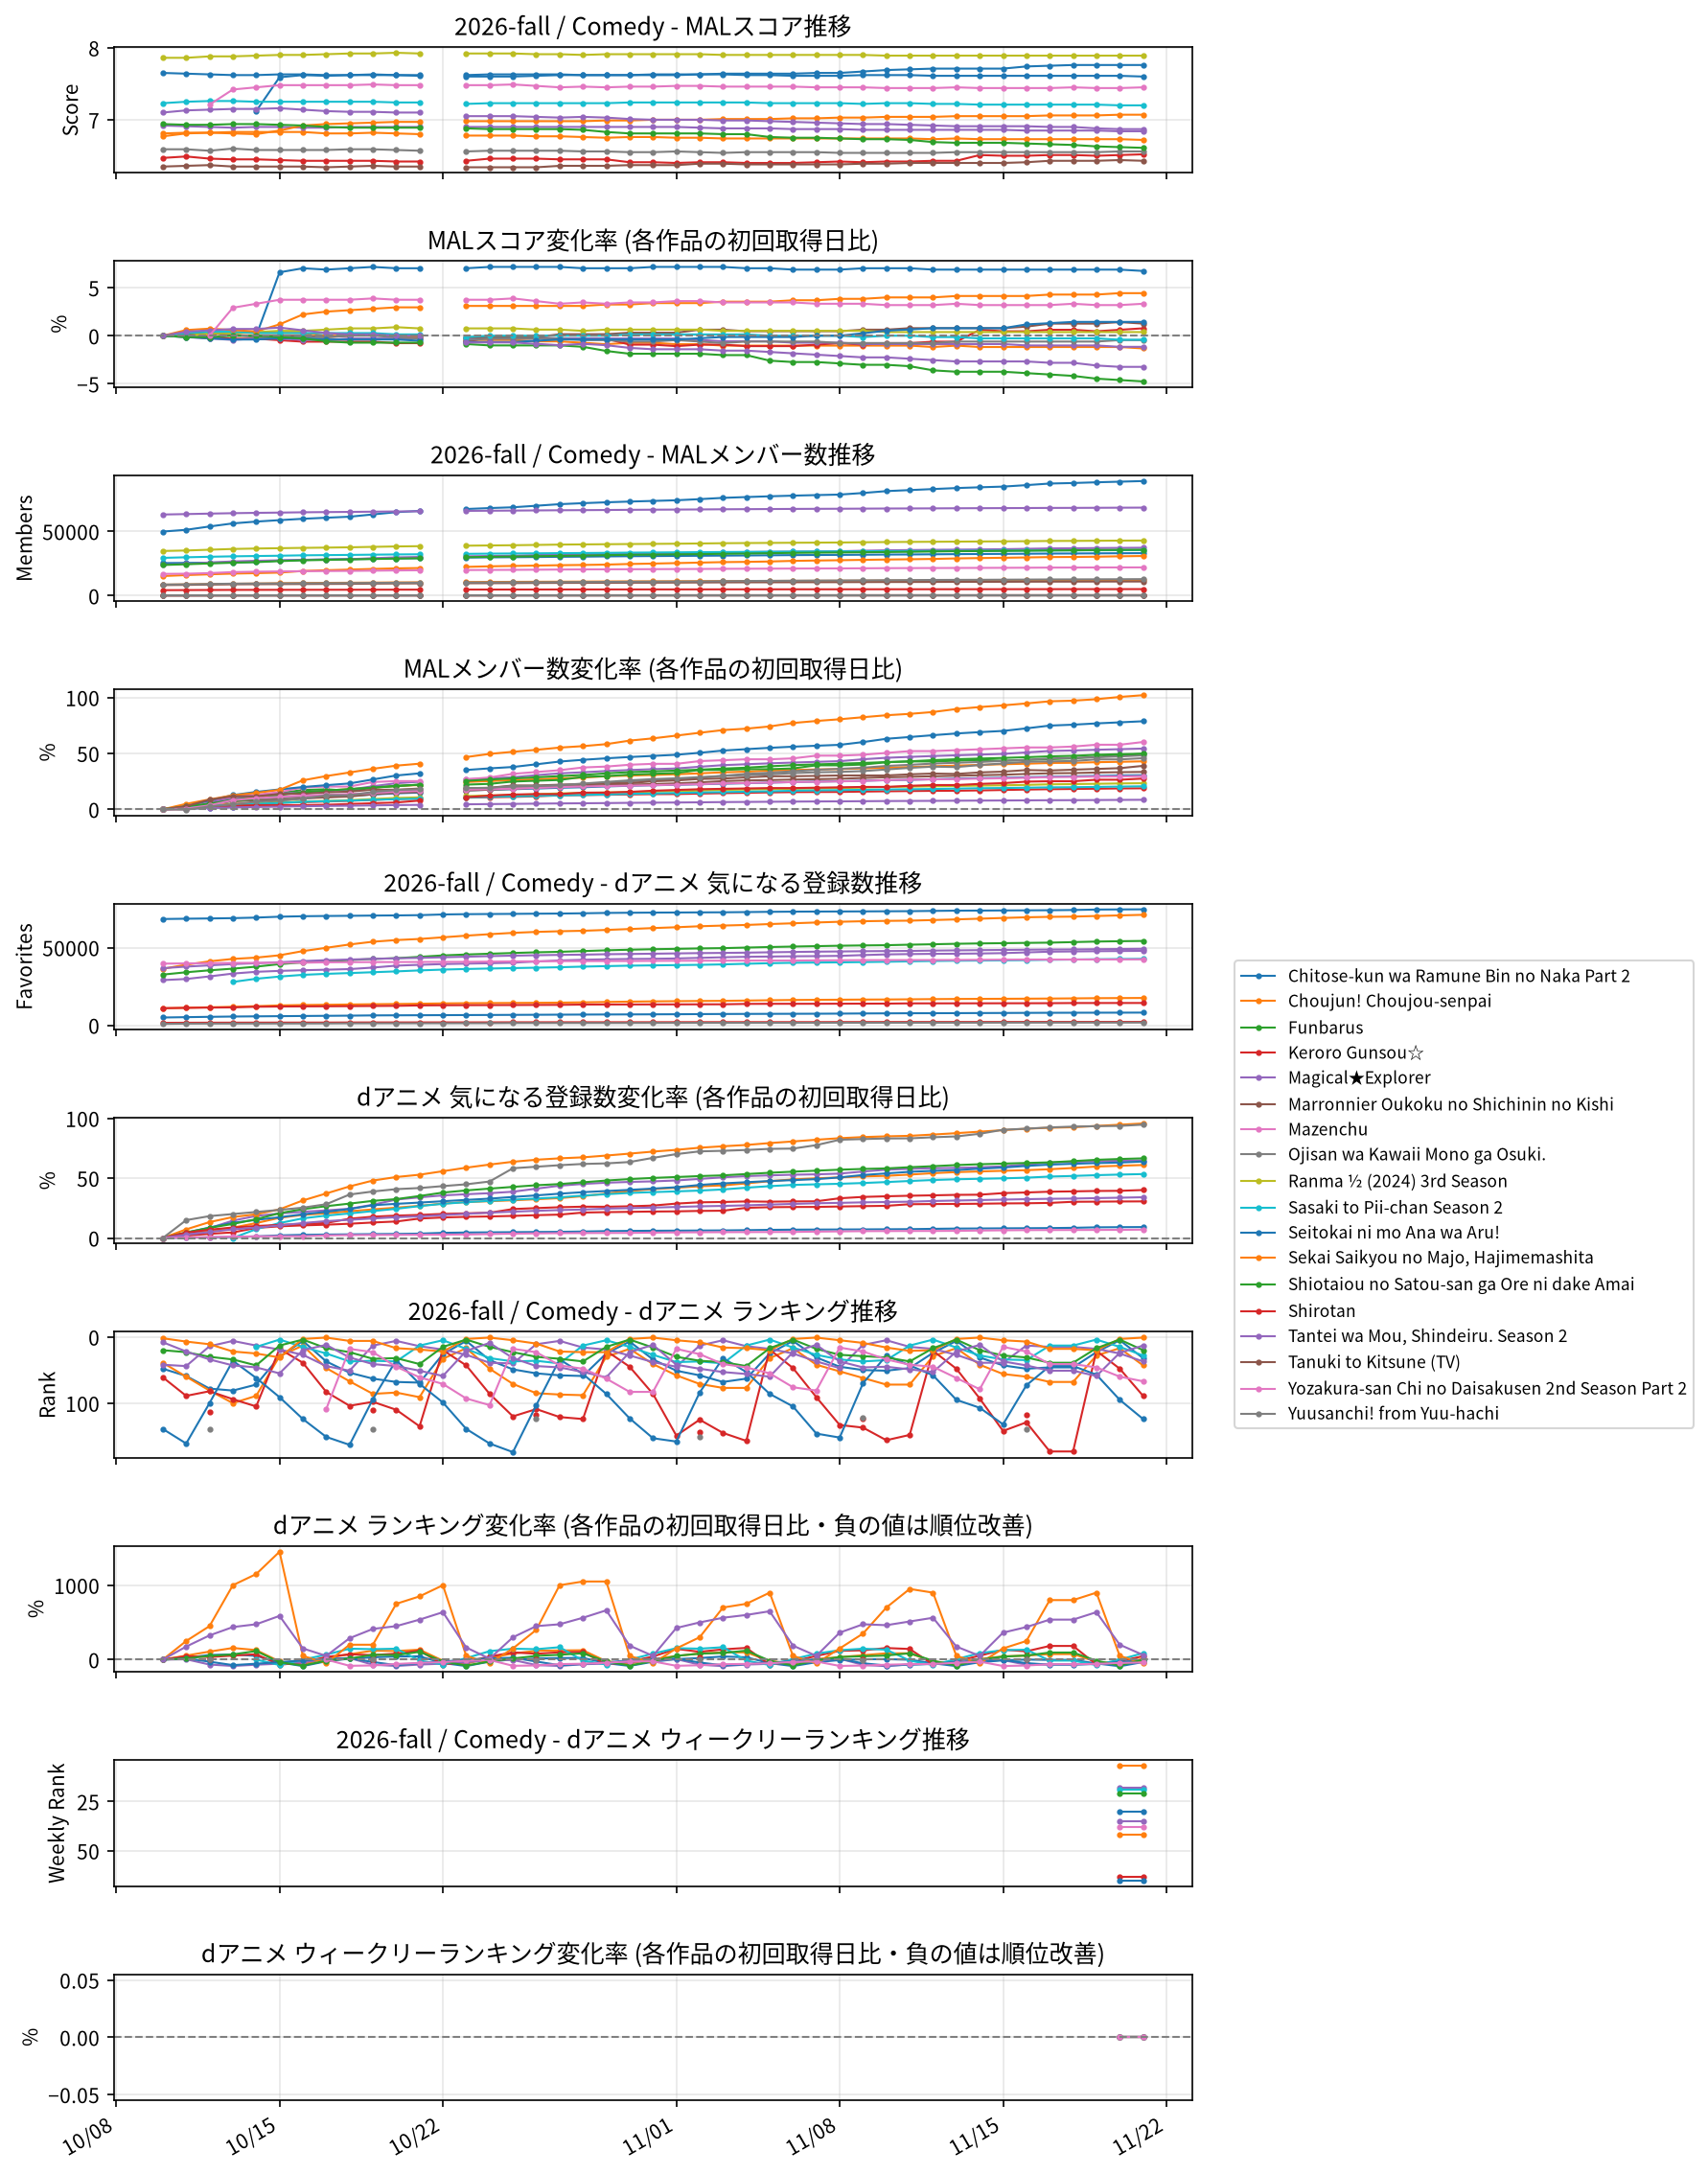 2026-fall / Comedy - MALスコア推移
8
7
Score
MALスコア変化率 (各作品の初回取得日比)
5
0
−5
%
2026-fall / Comedy - MALメンバー数推移
50000
0
Members
MALメンバー数変化率 (各作品の初回取得日比)
100
50
0
%
2026-fall / Comedy - dアニメ 気になる登録数推移
50000
0
Favorites
dアニメ 気になる登録数変化率 (各作品の初回取得日比)
100
50
0
%
2026-fall / Comedy - dアニメ ランキング推移
0
100
Rank
dアニメ ランキング変化率 (各作品の初回取得日比・負の値は順位改善)
1000
0
%
2026-fall / Comedy - dアニメ ウィークリーランキング推移
25
50
Weekly Rank
dアニメ ウィークリーランキング変化率 (各作品の初回取得日比・負の値は順位改善)
0.05
0.00
−0.05
%
10/08
10/15
10/22
11/01
11/08
11/15
11/22
Chitose-kun wa Ramune Bin no Naka Part 2
Choujun! Choujou-senpai
Funbarus
Keroro Gunsou☆
Magical★Explorer
Marronnier Oukoku no Shichinin no Kishi
Mazenchu
Ojisan wa Kawaii Mono ga Osuki.
Ranma ½ (2024) 3rd Season
Sasaki to Pii-chan Season 2
Seitokai ni mo Ana wa Aru!
Sekai Saikyou no Majo, Hajimemashita
Shiotaiou no Satou-san ga Ore ni dake Amai
Shirotan
Tantei wa Mou, Shindeiru. Season 2
Tanuki to Kitsune (TV)
Yozakura-san Chi no Daisakusen 2nd Season Part 2
Yuusanchi! from Yuu-hachi